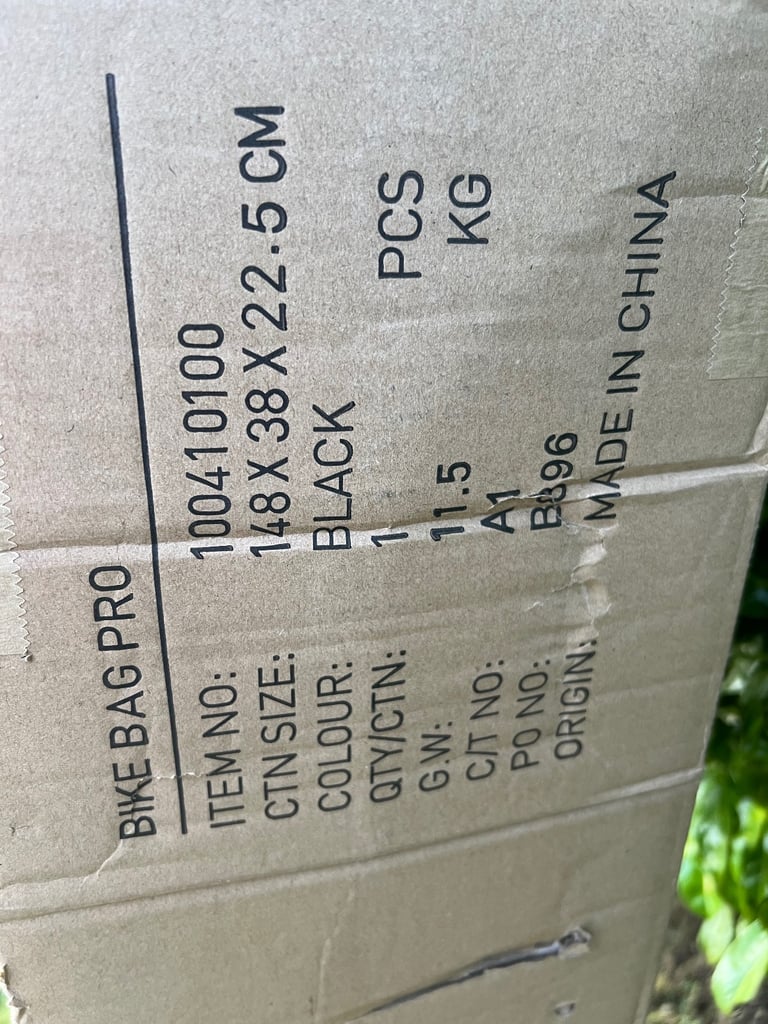 BIKE BAG PRO
ITEM NO: 100410100
CTN SIZE: 148 X 38 X 22.5 CM
COLOUR: BLACK
QTY/CTN: 1 PCS
G.W: 11.5 KG
C/T NO: A1
PO NO: B896
ORIGIN: MADE IN CHINA